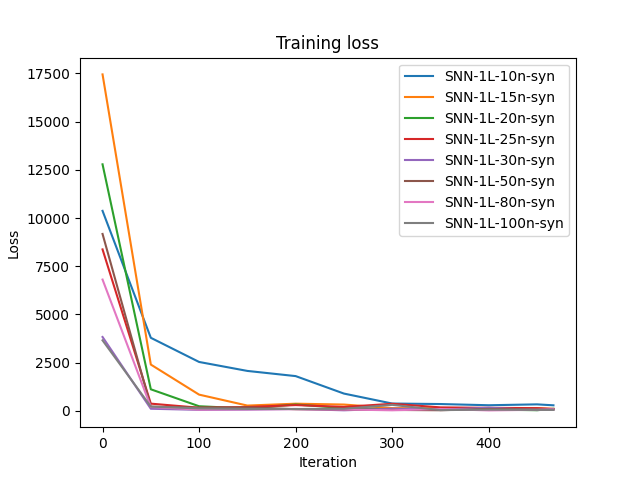 Training loss
17500
15000
12500
10000
7500
5000
2500
0
Loss
0
100
200
300
400
Iteration
SNN-1L-10n-syn
SNN-1L-15n-syn
SNN-1L-20n-syn
SNN-1L-25n-syn
SNN-1L-30n-syn
SNN-1L-50n-syn
SNN-1L-80n-syn
SNN-1L-100n-syn